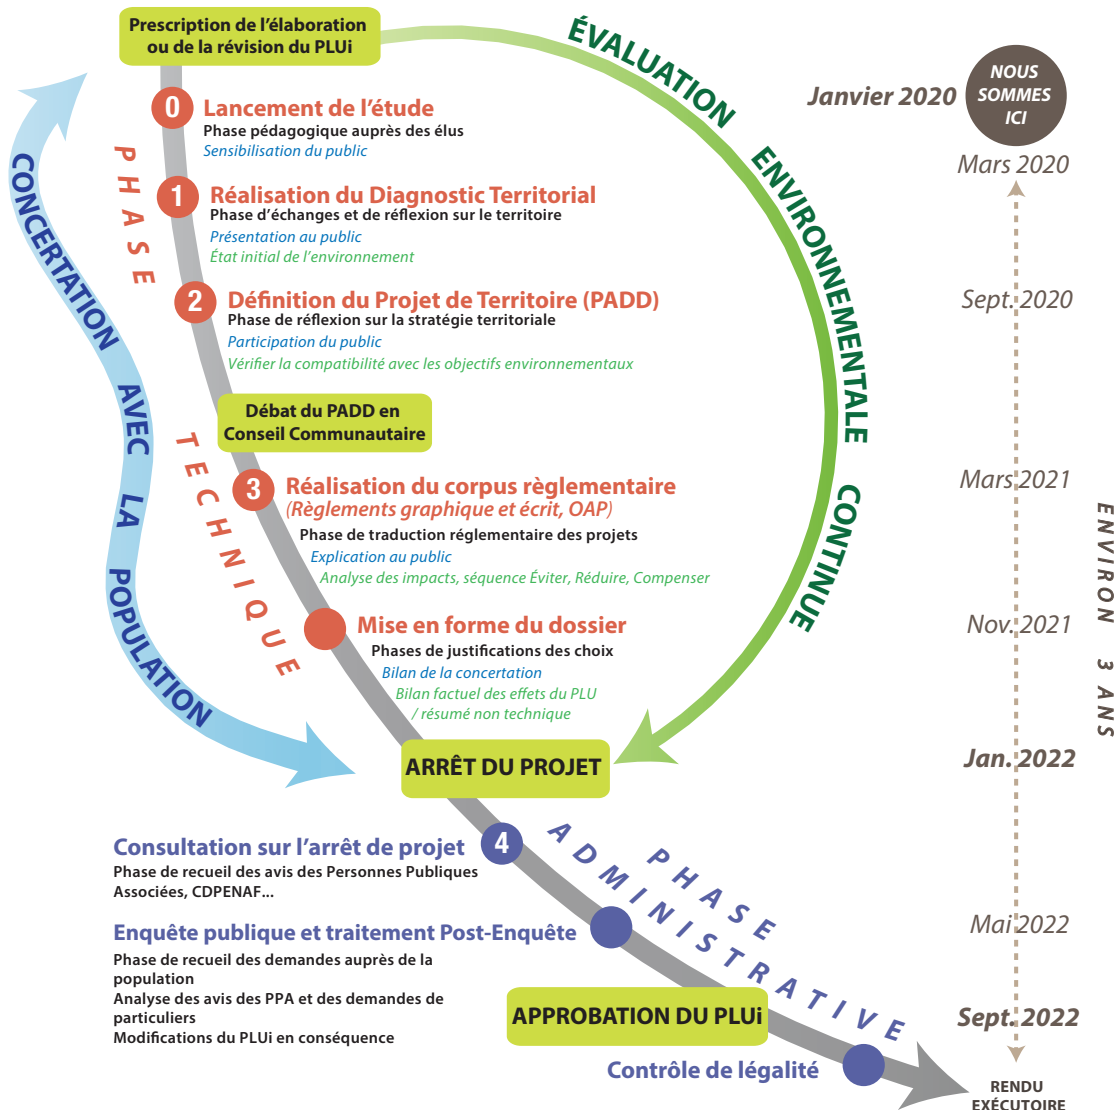 Prescription de l'élaboration
ou de la révision du PLUi
ÉVALUATION ENVIRONNEMENTALE CONTINUE
CONCERTATION AVEC LA POPULATION
PHASE TECHNIQUE
0 Lancement de l'étude
Phase pédagogique auprès des élus
Sensibilisation du public
1 Réalisation du Diagnostic Territorial
Phase d'échanges et de réflexion sur le territoire
Présentation au public
État initial de l'environnement
2 Définition du Projet de Territoire (PADD)
Phase de réflexion sur la stratégie territoriale
Participation du public
Vérifier la compatibilité avec les objectifs environnementaux
Débat du PADD en
Conseil Communautaire
3 Réalisation du corpus règlementaire
(Règlements graphique et écrit, OAP)
Phase de traduction réglementaire des projets
Explication au public
Analyse des impacts, séquence Éviter, Réduire, Compenser
Mise en forme du dossier
Phases de justifications des choix
Bilan de la concertation
Bilan factuel des effets du PLU
/ résumé non technique
ARRÊT DU PROJET
PHASE
ADMINISTRATIVE
4
Consultation sur l'arrêt de projet
Phase de recueil des avis des Personnes Publiques
Associées, CDPENAF...
Enquête publique et traitement Post-Enquête
Phase de recueil des demandes auprès de la
population
Analyse des avis des PPA et des demandes de
particuliers
Modifications du PLUi en conséquence
APPROBATION DU PLUi
Contrôle de légalité
Janvier 2020
NOUS
SOMMES
ICI
Mars 2020
Sept. 2020
Mars 2021
Nov. 2021
Jan. 2022
Mai 2022
Sept. 2022
ENVIRON 3 ANS
RENDU
EXÉCUTOIRE